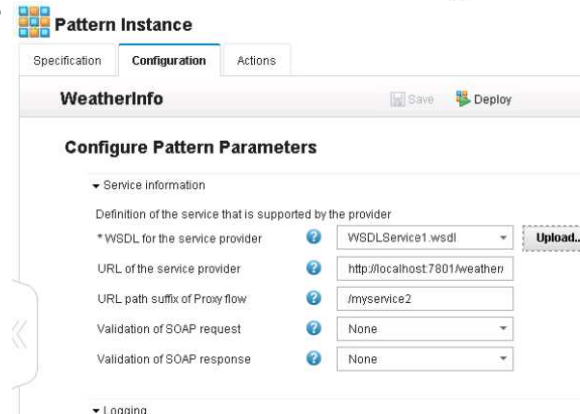 Pattern Instance
Specification Configuration Actions
WeatherInfo Save Deploy
Configure Pattern Parameters
Service information
Definition of the service that is supported by the provider
* WSDL for the service provider ? WSDLService1.wsdl Upload..
URL of the service provider ? http://localhost:7801/weather/
URL path suffix of Proxy flow ? /myservice2
Validation of SOAP request ? None
Validation of SOAP response ? None
Logging